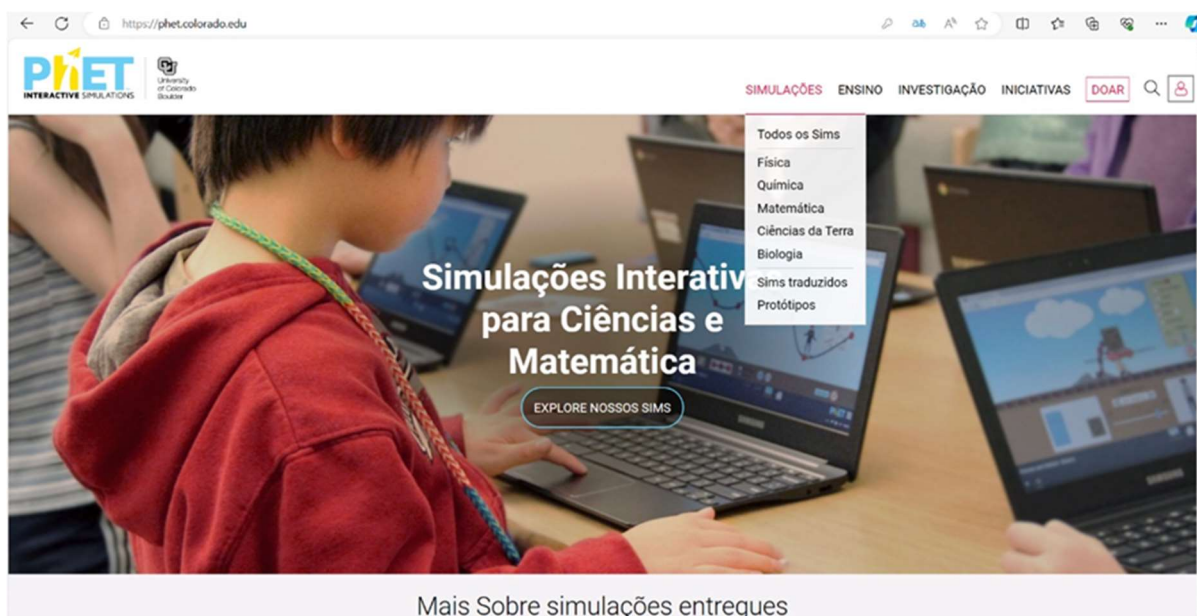 https://phet.colorado.edu
PhET
INTERACTIVE SIMULATIONS
University
of Colorado
Boulder
SIMULAÇÕES ENSINO INVESTIGAÇÃO INICIATIVAS DOAR
Todos os Sims
Física
Química
Matemática
Ciências da Terra
Biologia
Sims traduzidos
Protótipos
Simulações Interativ
para Ciências e
Matemática
EXPLORE NOSSOS SIMS
SAMSUNG
Mais Sobre simulações entregues